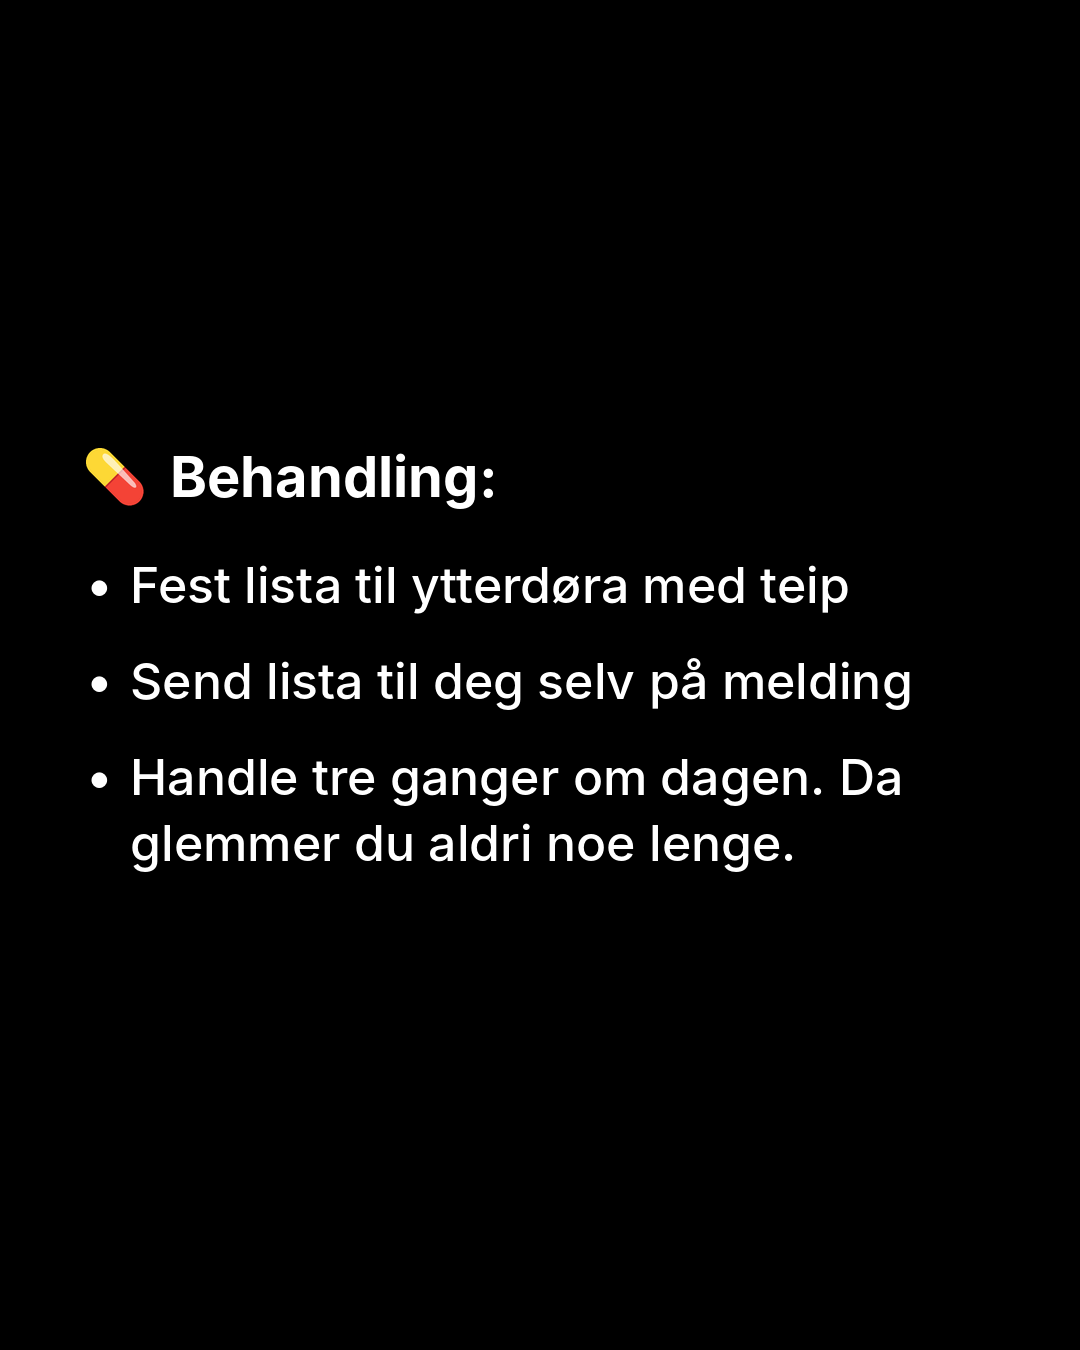 💊 Behandling:
• Fest lista til ytterdøra med teip
• Send lista til deg selv på melding
• Handle tre ganger om dagen. Da
glemmer du aldri noe lenge.